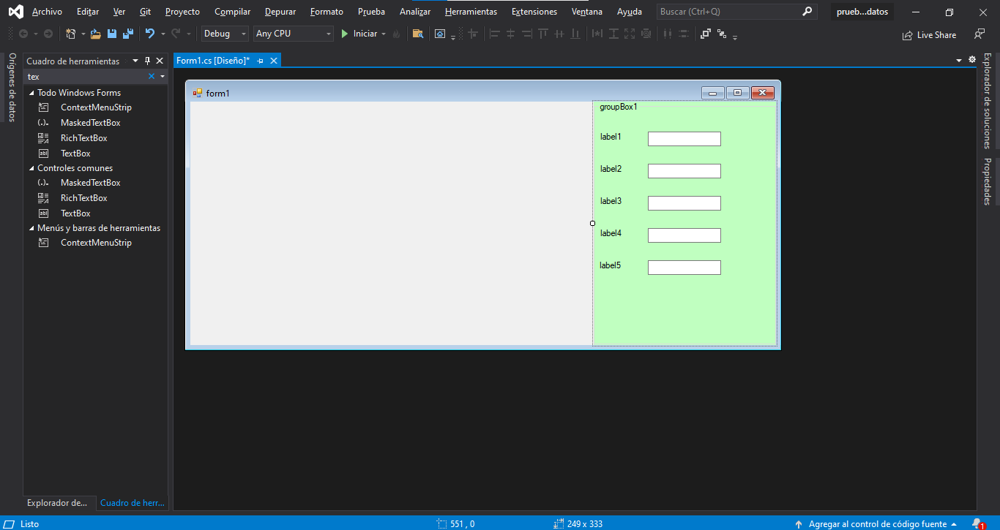 Archivo Editar Ver Git Proyecto Compilar Depurar Formato Prueba Analizar Herramientas Extensiones Ventana Ayuda Buscar (Ctrl+Q) prueb...datos
Debug Any CPU Iniciar Live Share
Orígenes de datos
Cuadro de herramientas
tex
Todo Windows Forms
ContextMenuStrip
MaskedTextBox
RichTextBox
TextBox
Controles comunes
MaskedTextBox
RichTextBox
TextBox
Menús y barras de herramientas
ContextMenuStrip
Explorador de... Cuadro de herr...
Form1.cs [Diseño]*
form1
groupBox1
label1
label2
label3
label4
label5
Explorador de soluciones
Propiedades
Listo 551 , 0 249 x 333 Agregar al control de código fuente 1